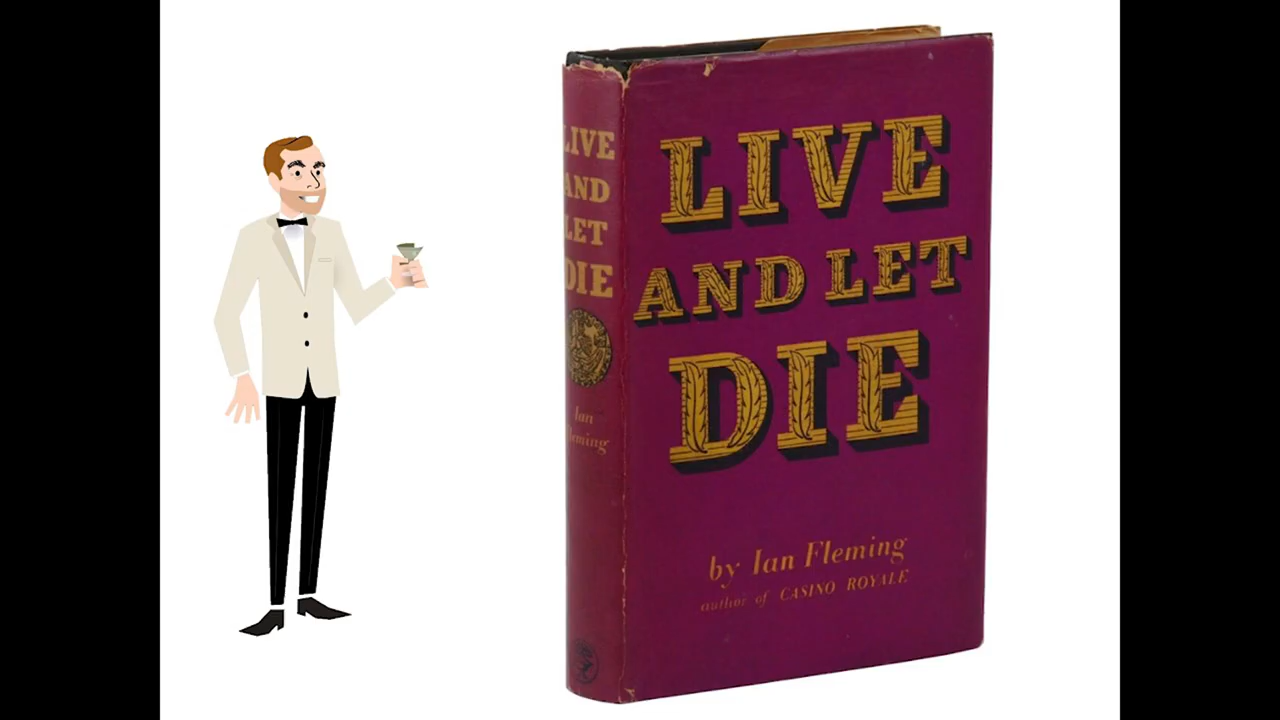 LIVE
AND
LET
DIE
Ian
Fleming
LIVE
AND LET
DIE
by Ian Fleming
author of CASINO ROYALE